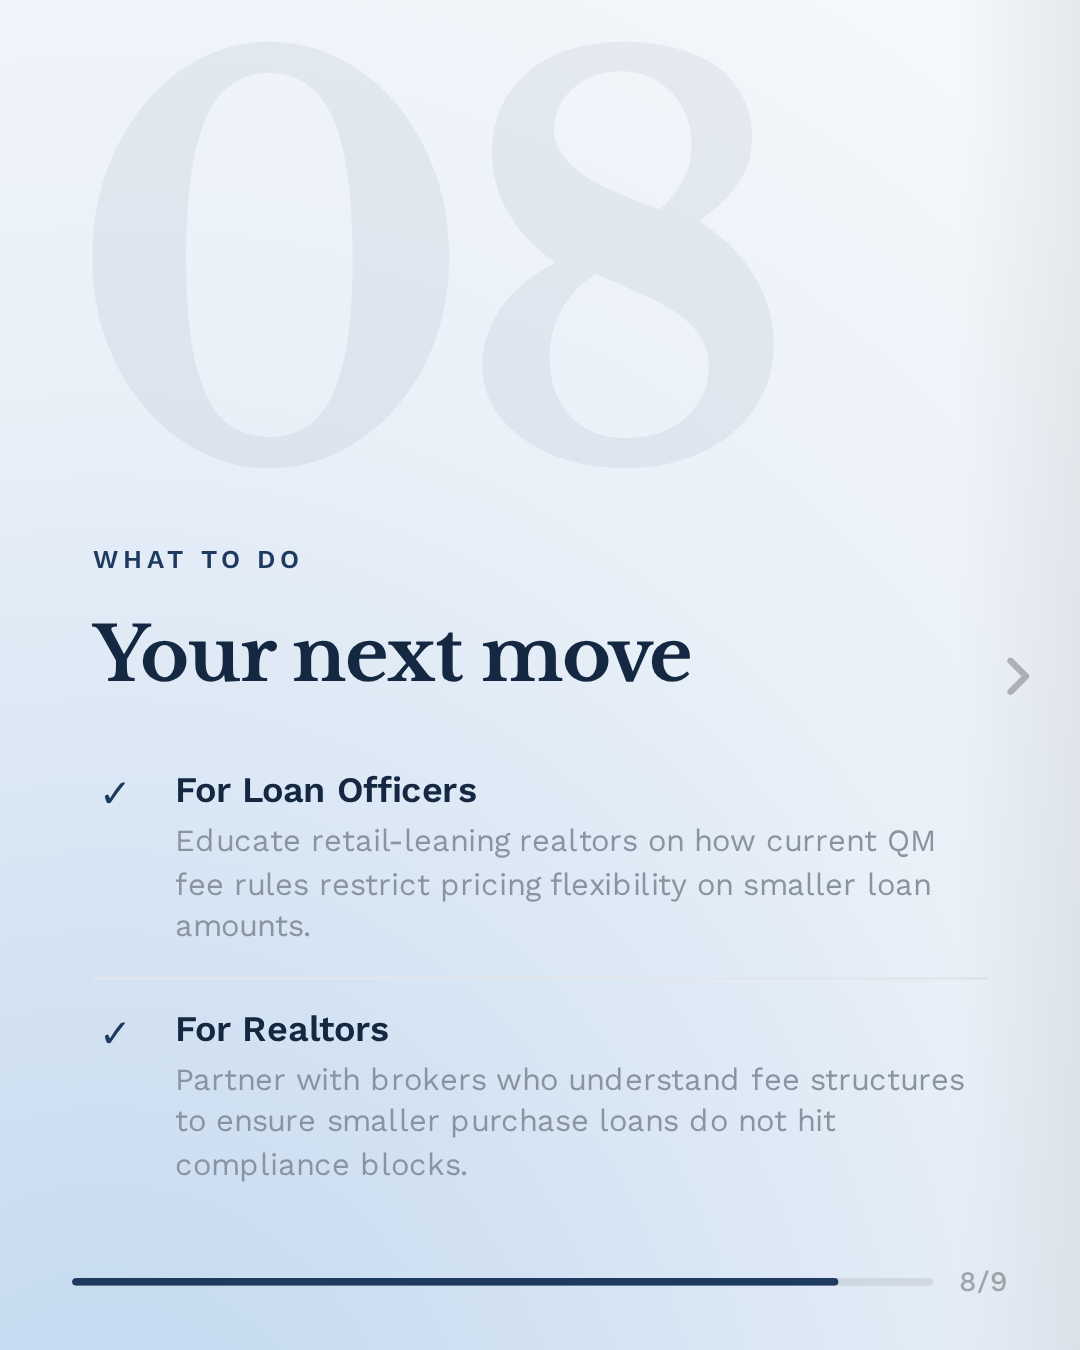 08
WHAT TO DO
Your next move
✓ For Loan Officers
Educate retail-leaning realtors on how current QM
fee rules restrict pricing flexibility on smaller loan
amounts.
✓ For Realtors
Partner with brokers who understand fee structures
to ensure smaller purchase loans do not hit
compliance blocks.
8/9